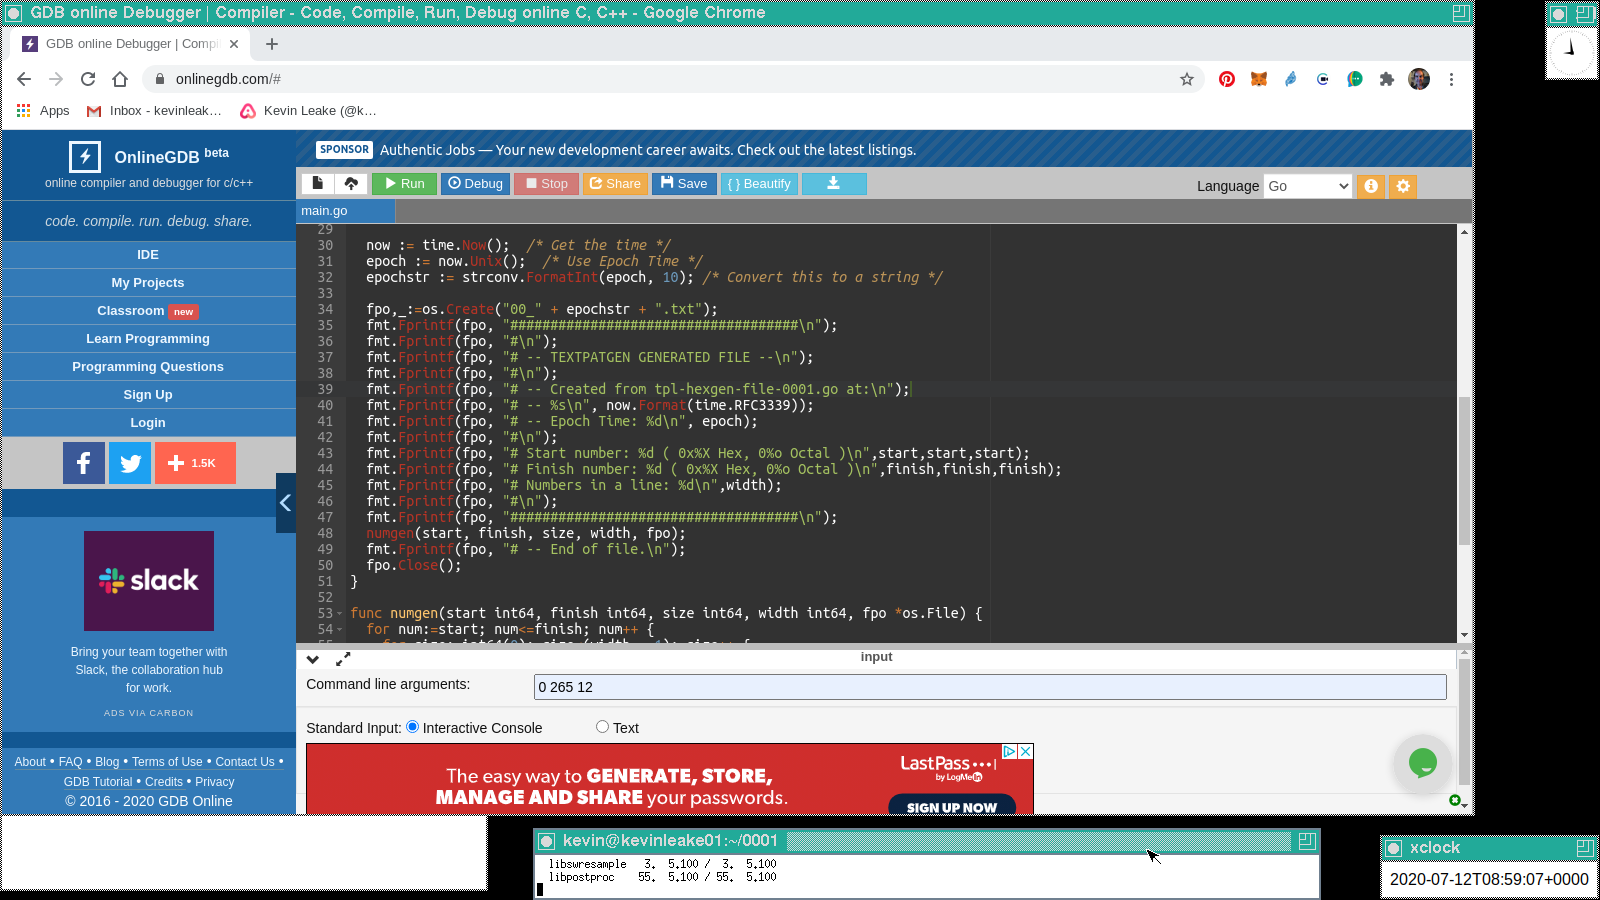 GDB online Debugger | Compiler - Code, Compile, Run, Debug online C, C++ - Google Chrome
GDB online Debugger | Compi
onlinegdb.com/#
Apps
Inbox - kevinleak...
Kevin Leake (@k...
OnlineGDB beta
online compiler and debugger for c/c++
code. compile. run. debug. share.
IDE
My Projects
Classroom new
Learn Programming
Programming Questions
Sign Up
Login
1.5K
slack
Bring your team together with
Slack, the collaboration hub
for work.
ADS VIA CARBON
About • FAQ • Blog • Terms of Use • Contact Us •
GDB Tutorial • Credits • Privacy
© 2016 - 2020 GDB Online
SPONSOR Authentic Jobs — Your new development career awaits. Check out the latest listings.
Run Debug Stop Share Save { } Beautify
Language Go
main.go
29
30 now := time.Now(); /* Get the time */
31 epoch := now.Unix(); /* Use Epoch Time */
32 epochstr := strconv.FormatInt(epoch, 10); /* Convert this to a string */
33
34 fpo,_:=os.Create("00_" + epochstr + ".txt");
35 fmt.Fprintf(fpo, "####################################\n");
36 fmt.Fprintf(fpo, "#\n");
37 fmt.Fprintf(fpo, "# -- TEXTPATGEN GENERATED FILE --\n");
38 fmt.Fprintf(fpo, "#\n");
39 fmt.Fprintf(fpo, "# -- Created from tpl-hexgen-file-0001.go at:\n");
40 fmt.Fprintf(fpo, "# -- %s\n", now.Format(time.RFC3339));
41 fmt.Fprintf(fpo, "# -- Epoch Time: %d\n", epoch);
42 fmt.Fprintf(fpo, "#\n");
43 fmt.Fprintf(fpo, "# Start number: %d ( 0x%X Hex, 0%o Octal )\n",start,start,start);
44 fmt.Fprintf(fpo, "# Finish number: %d ( 0x%X Hex, 0%o Octal )\n",finish,finish,finish);
45 fmt.Fprintf(fpo, "# Numbers in a line: %d\n",width);
46 fmt.Fprintf(fpo, "#\n");
47 fmt.Fprintf(fpo, "####################################\n");
48 numgen(start, finish, size, width, fpo);
49 fmt.Fprintf(fpo, "# -- End of file.\n");
50 fpo.Close();
51 }
52
53 func numgen(start int64, finish int64, size int64, width int64, fpo *os.File) {
54 for num:=start; num<=finish; num++ {
input
Command line arguments: 0 265 12
Standard Input: Interactive Console Text
The easy way to GENERATE, STORE,
MANAGE AND SHARE your passwords.
LastPass •••|
by LogMeIn
SIGN UP NOW
kevin@kevinleake01:~/0001
libswresample 3. 5.100 / 3. 5.100
libpostproc 55. 5.100 / 55. 5.100
xclock
2020-07-12T08:59:07+0000